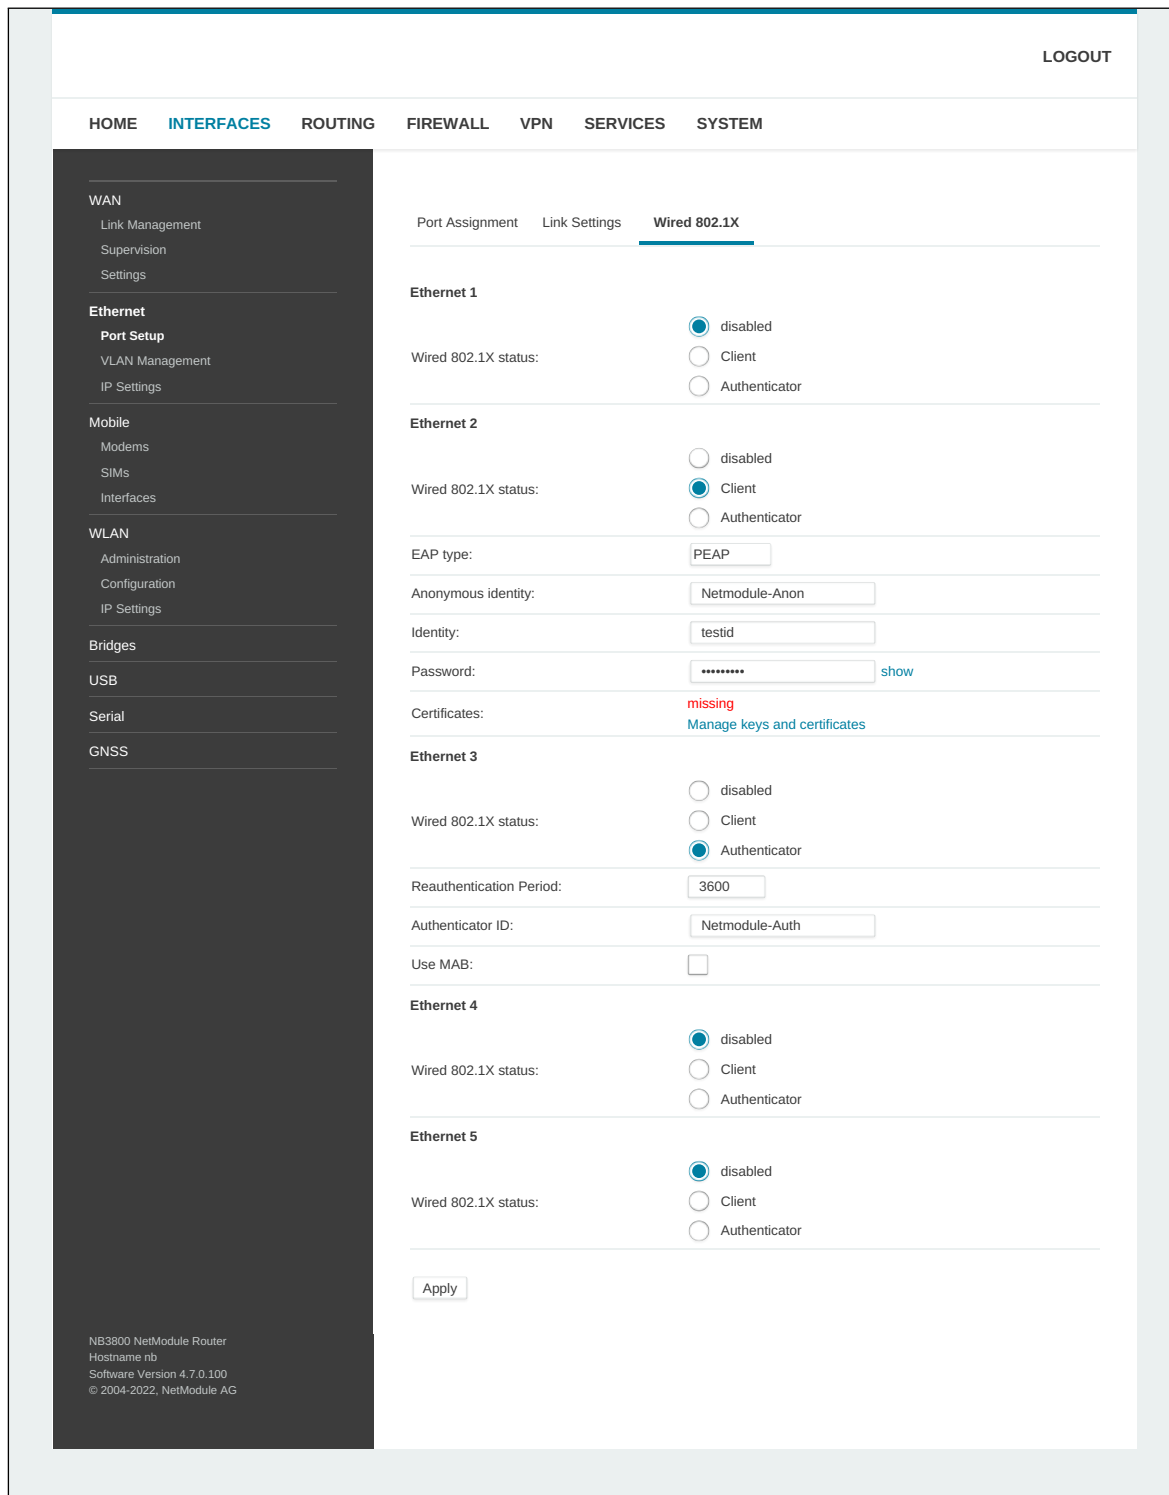 LOGOUT
HOME INTERFACES ROUTING FIREWALL VPN SERVICES SYSTEM
WAN
Link Management
Supervision
Settings
Ethernet
Port Setup
VLAN Management
IP Settings
Mobile
Modems
SIMs
Interfaces
WLAN
Administration
Configuration
IP Settings
Bridges
USB
Serial
GNSS
NB3800 NetModule Router
Hostname nb
Software Version 4.7.0.100
© 2004-2022, NetModule AG
Port Assignment Link Settings Wired 802.1X
Ethernet 1
Wired 802.1X status:
disabled
Client
Authenticator
Ethernet 2
Wired 802.1X status:
disabled
Client
Authenticator
EAP type: PEAP
Anonymous identity: Netmodule-Anon
Identity: testid
Password: ••••••••• show
Certificates:
missing
Manage keys and certificates
Ethernet 3
Wired 802.1X status:
disabled
Client
Authenticator
Reauthentication Period: 3600
Authenticator ID: Netmodule-Auth
Use MAB:
Ethernet 4
Wired 802.1X status:
disabled
Client
Authenticator
Ethernet 5
Wired 802.1X status:
disabled
Client
Authenticator
Apply